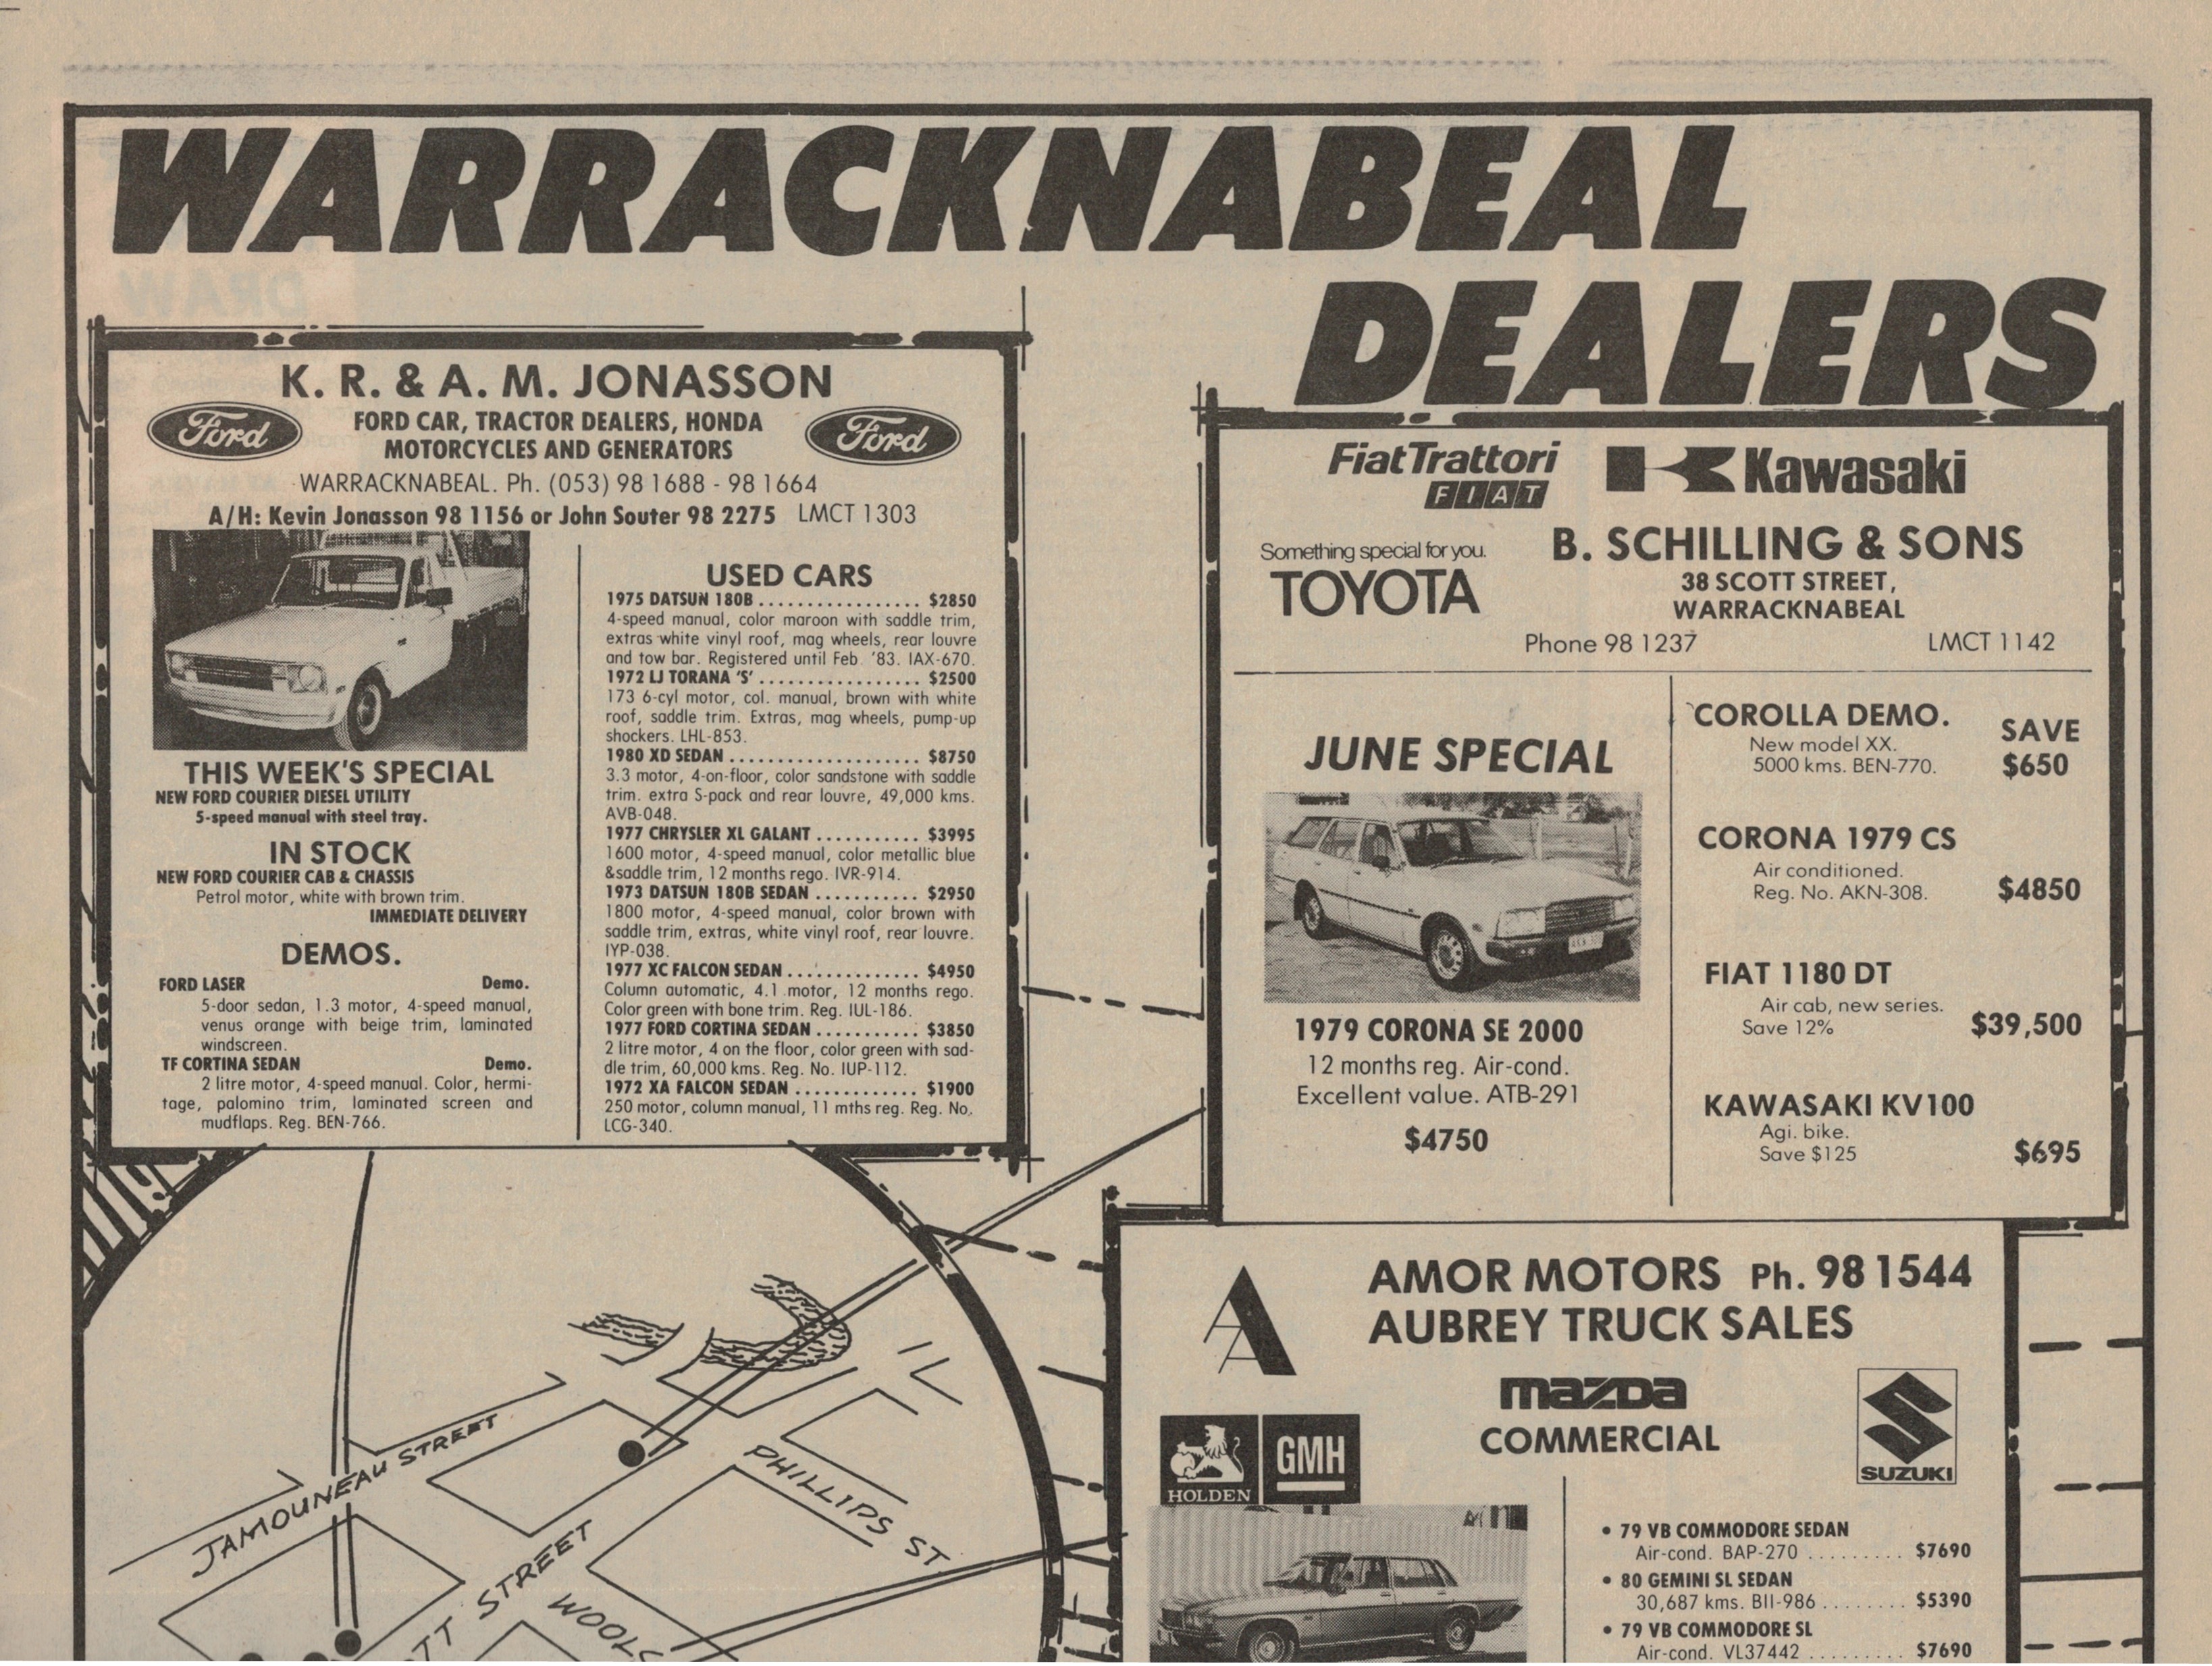 WARRACKNABEAL
DEALERS
K. R. & A. M. JONASSON
Ford
FORD CAR, TRACTOR DEALERS, HONDA
MOTORCYCLES AND GENERATORS
Ford
WARRACKNABEAL. Ph. (053) 98 1688 - 98 1664
A/H: Kevin Jonasson 98 1156 or John Souter 98 2275 LMCT 1303
THIS WEEK'S SPECIAL
NEW FORD COURIER DIESEL UTILITY
5-speed manual with steel tray.
IN STOCK
NEW FORD COURIER CAB & CHASSIS
Petrol motor, white with brown trim.
IMMEDIATE DELIVERY
DEMOS.
FORD LASER Demo.
5-door sedan, 1.3 motor, 4-speed manual,
venus orange with beige trim, laminated
windscreen.
TF CORTINA SEDAN Demo.
2 litre motor, 4-speed manual. Color, hermi-
tage, palomino trim, laminated screen and
mudflaps. Reg. BEN-766.
USED CARS
1975 DATSUN 180B ................. $2850
4-speed manual, color maroon with saddle trim,
extras white vinyl roof, mag wheels, rear louvre
and tow bar. Registered until Feb. '83. IAX-670.
1972 LJ TORANA 'S' ................. $2500
173 6-cyl motor, col. manual, brown with white
roof, saddle trim. Extras, mag wheels, pump-up
shockers. LHL-853.
1980 XD SEDAN .................... $8750
3.3 motor, 4-on-floor, color sandstone with saddle
trim. extra S-pack and rear louvre, 49,000 kms.
AVB-048.
1977 CHRYSLER XL GALANT ........... $3995
1600 motor, 4-speed manual, color metallic blue
&saddle trim, 12 months rego. IVR-914.
1973 DATSUN 180B SEDAN ........... $2950
1800 motor, 4-speed manual, color brown with
saddle trim, extras, white vinyl roof, rear louvre.
IYP-038.
1977 XC FALCON SEDAN .............. $4950
Column automatic, 4.1 motor, 12 months rego.
Color green with bone trim. Reg. IUL-186.
1977 FORD CORTINA SEDAN ........... $3850
2 litre motor, 4 on the floor, color green with sad-
dle trim, 60,000 kms. Reg. No. IUP-112.
1972 XA FALCON SEDAN ............. $1900
250 motor, column manual, 11 mths reg. Reg. No.
LCG-340.
FiatTrattori
FIAT
Kawasaki
Something special for you.
TOYOTA
B. SCHILLING & SONS
38 SCOTT STREET,
WARRACKNABEAL
Phone 98 1237 LMCT 1142
JUNE SPECIAL
1979 CORONA SE 2000
12 months reg. Air-cond.
Excellent value. ATB-291
$4750
COROLLA DEMO.
New model XX.
5000 kms. BEN-770.
SAVE
$650
CORONA 1979 CS
Air conditioned.
Reg. No. AKN-308.
$4850
FIAT 1180 DT
Air cab, new series.
Save 12%
$39,500
KAWASAKI KV100
Agi. bike.
Save $125
$695
AMOR MOTORS Ph. 98 1544
AUBREY TRUCK SALES
mazda
COMMERCIAL
HOLDEN
GMH
SUZUKI
• 79 VB COMMODORE SEDAN
Air-cond. BAP-270 ......... $7690
• 80 GEMINI SL SEDAN
30,687 kms. BII-986 ........ $5390
• 79 VB COMMODORE SL
Air-cond. VL37442 ......... $7690
JAMOUNEAU STREET
PHILLIPS ST
TT STREET
WOOL